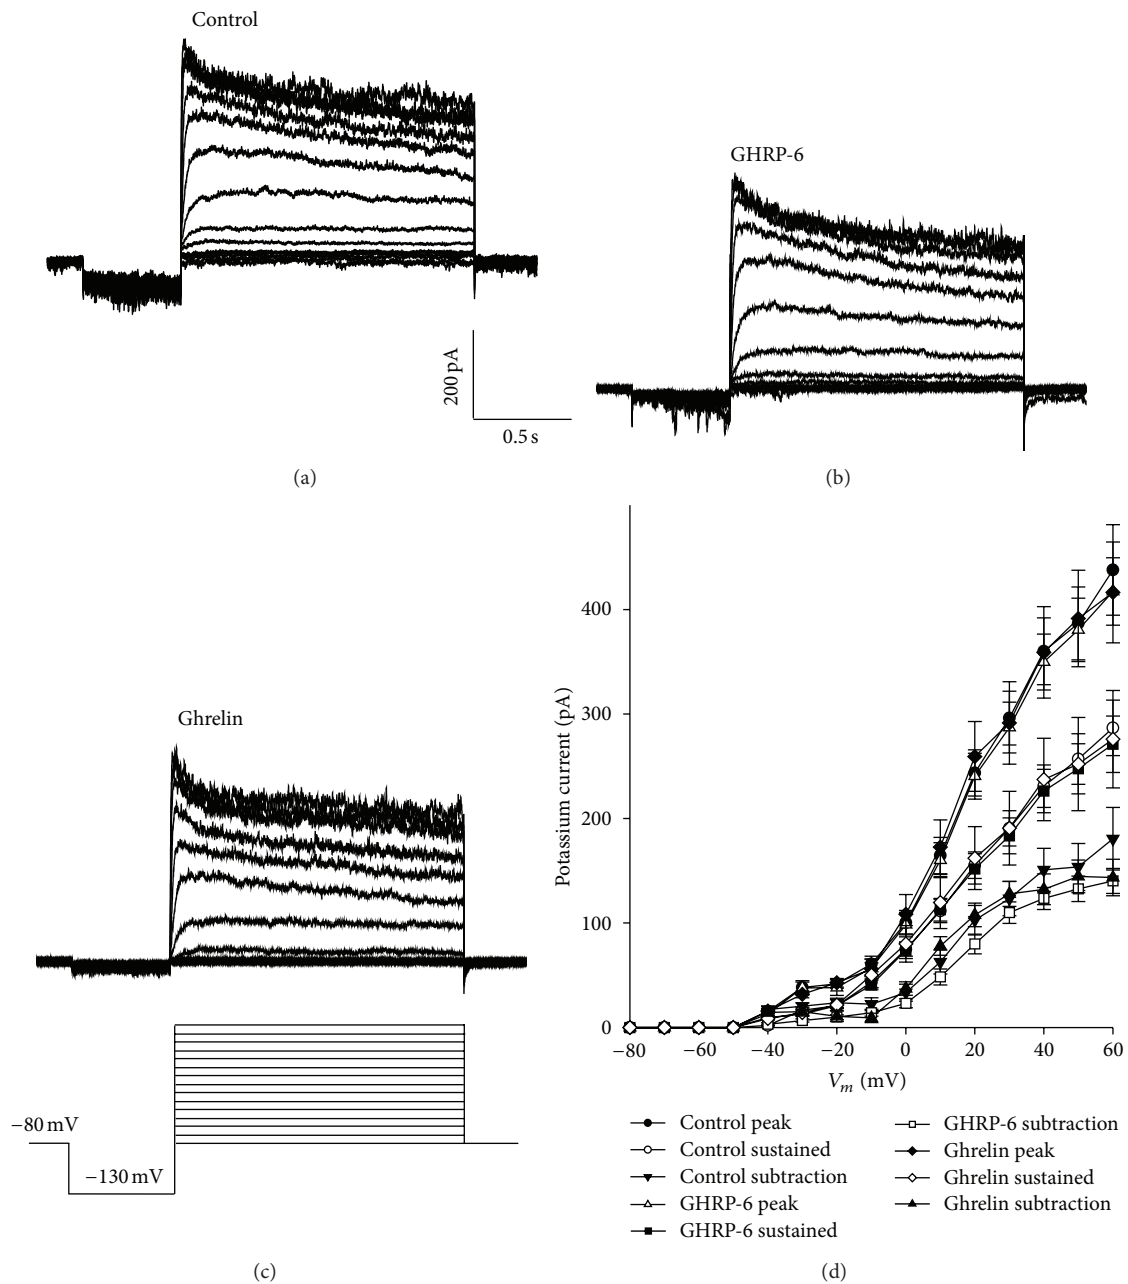 Control
GHRP-6
200 pA
0.5 s
(a)
(b)
Ghrelin
−80 mV
−130 mV
(c)
Potassium current (pA)
400
300
200
100
0
−80
−60
−40
−20
0
20
40
60
V_m (mV)
Control peak
Control sustained
Control subtraction
GHRP-6 peak
GHRP-6 sustained
GHRP-6 subtraction
Ghrelin peak
Ghrelin sustained
Ghrelin subtraction
(d)